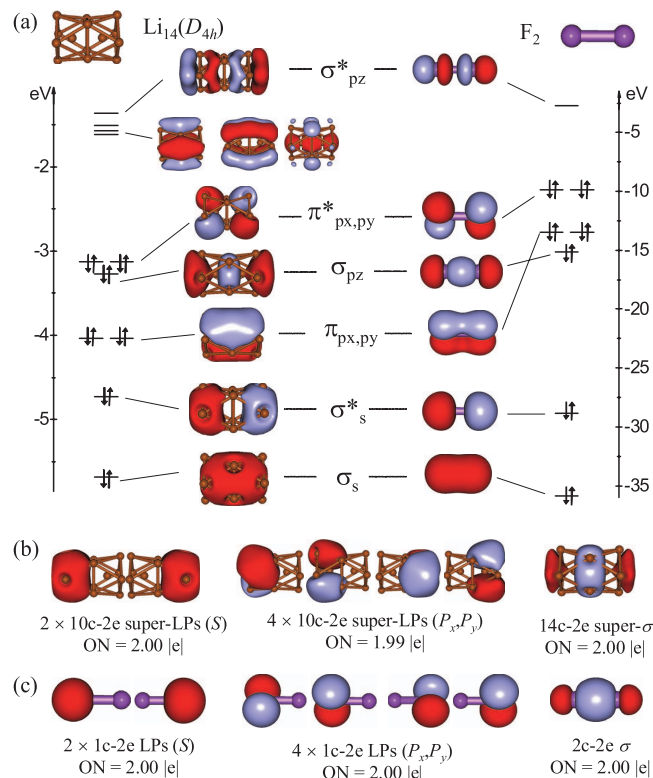 (a)
Li₁₄(D₄ₕ)
F₂
eV
eV
σ*pz
-2
-5
-10
π*px,py
-3
-15
σpz
-20
-4
πpx,py
-25
-5
σ*s
-30
σs
-35
(b)
2 × 10c-2e super-LPs (S)
ON = 2.00 |e|
4 × 10c-2e super-LPs (Pₓ,Pᵧ)
ON = 1.99 |e|
14c-2e super-σ
ON = 2.00 |e|
(c)
2 × 1c-2e LPs (S)
ON = 2.00 |e|
4 × 1c-2e LPs (Pₓ,Pᵧ)
ON = 2.00 |e|
2c-2e σ
ON = 2.00 |e|